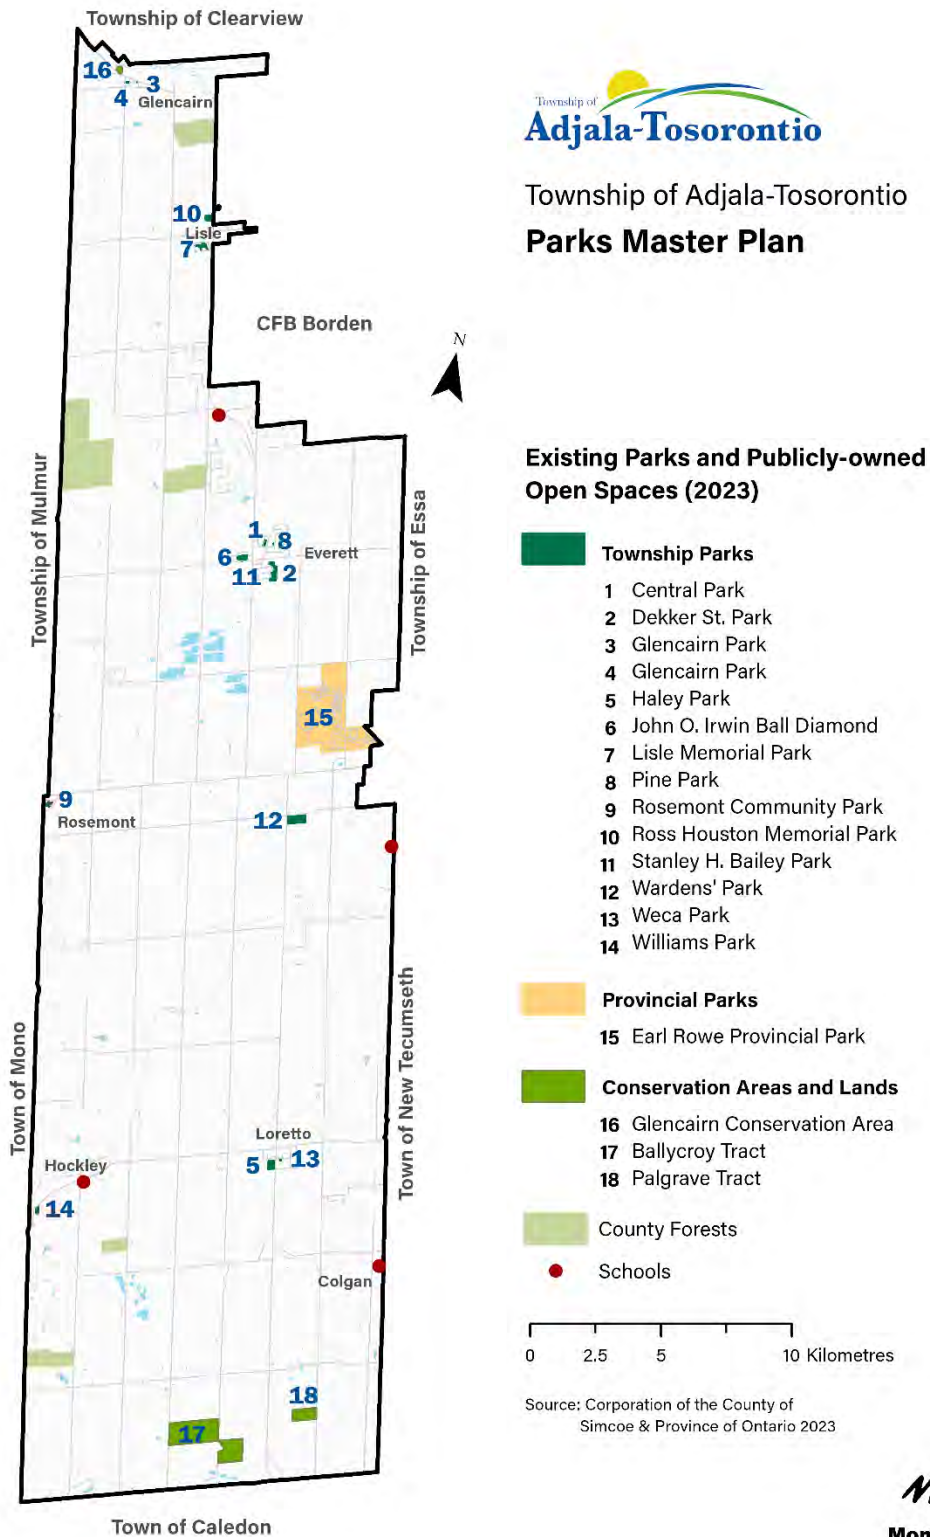 Township of Clearview
16
3
4
Glencairn
10
Lisle
7
CFB Borden
N
Township of Mulmur
Township of Essa
1
8
6
Everett
11
2
15
9
Rosemont
12
Town of Mono
Town of New Tecumseth
Loretto
5
13
Hockley
14
Colgan
18
17
Town of Caledon
Township of
Adjala-Tosorontio
Township of Adjala-Tosorontio
Parks Master Plan
Existing Parks and Publicly-owned
Open Spaces (2023)
Township Parks
1 Central Park
2 Dekker St. Park
3 Glencairn Park
4 Glencairn Park
5 Haley Park
6 John O. Irwin Ball Diamond
7 Lisle Memorial Park
8 Pine Park
9 Rosemont Community Park
10 Ross Houston Memorial Park
11 Stanley H. Bailey Park
12 Wardens' Park
13 Weca Park
14 Williams Park
Provincial Parks
15 Earl Rowe Provincial Park
Conservation Areas and Lands
16 Glencairn Conservation Area
17 Ballycroy Tract
18 Palgrave Tract
County Forests
Schools
0 2.5 5 10 Kilometres
Source: Corporation of the County of
Simcoe & Province of Ontario 2023